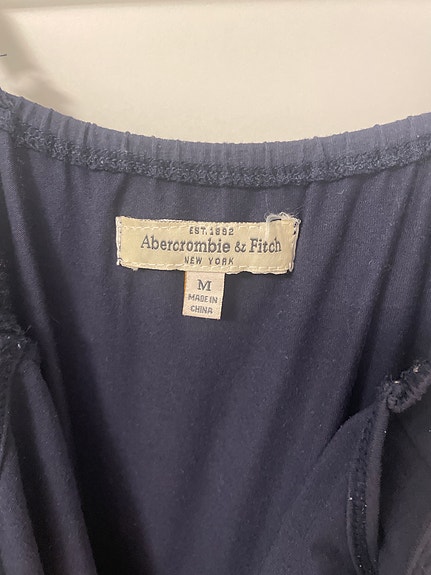 EST. 1892
Abercrombie & Fitch
NEW YORK
M
MADE IN
CHINA